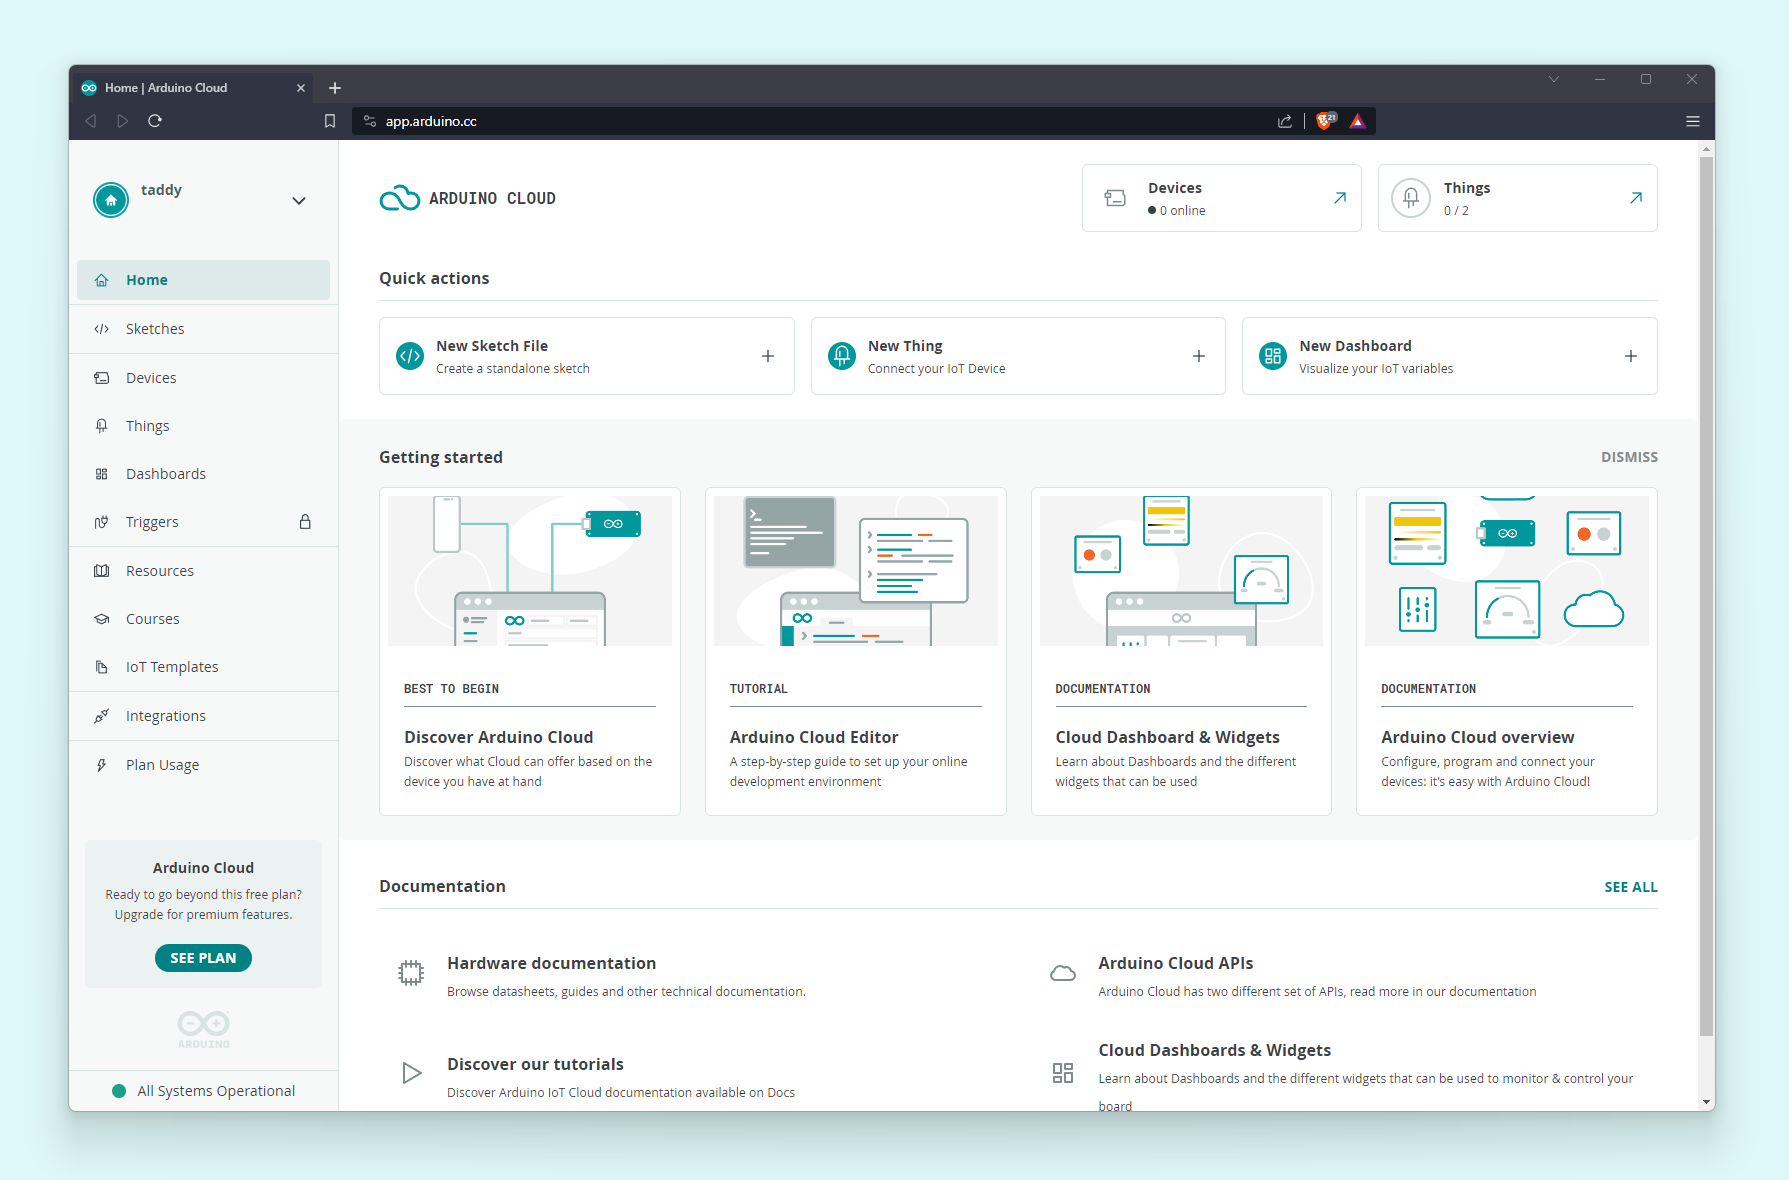 Home | Arduino Cloud
app.arduino.cc
21
taddy
Home
Sketches
Devices
Things
Dashboards
Triggers
Resources
Courses
IoT Templates
Integrations
Plan Usage
Arduino Cloud
Ready to go beyond this free plan?
Upgrade for premium features.
SEE PLAN
ARDUINO
All Systems Operational
ARDUINO CLOUD
Devices
0 online
Things
0 / 2
Quick actions
New Sketch File
Create a standalone sketch
New Thing
Connect your IoT Device
New Dashboard
Visualize your IoT variables
Getting started
DISMISS
BEST TO BEGIN
Discover Arduino Cloud
Discover what Cloud can offer based on the
device you have at hand
TUTORIAL
Arduino Cloud Editor
A step-by-step guide to set up your online
development environment
DOCUMENTATION
Cloud Dashboard & Widgets
Learn about Dashboards and the different
widgets that can be used
DOCUMENTATION
Arduino Cloud overview
Configure, program and connect your
devices: it's easy with Arduino Cloud!
Documentation
SEE ALL
Hardware documentation
Browse datasheets, guides and other technical documentation.
Arduino Cloud APIs
Arduino Cloud has two different set of APIs, read more in our documentation
Discover our tutorials
Discover Arduino IoT Cloud documentation available on Docs
Cloud Dashboards & Widgets
Learn about Dashboards and the different widgets that can be used to monitor & control your
board